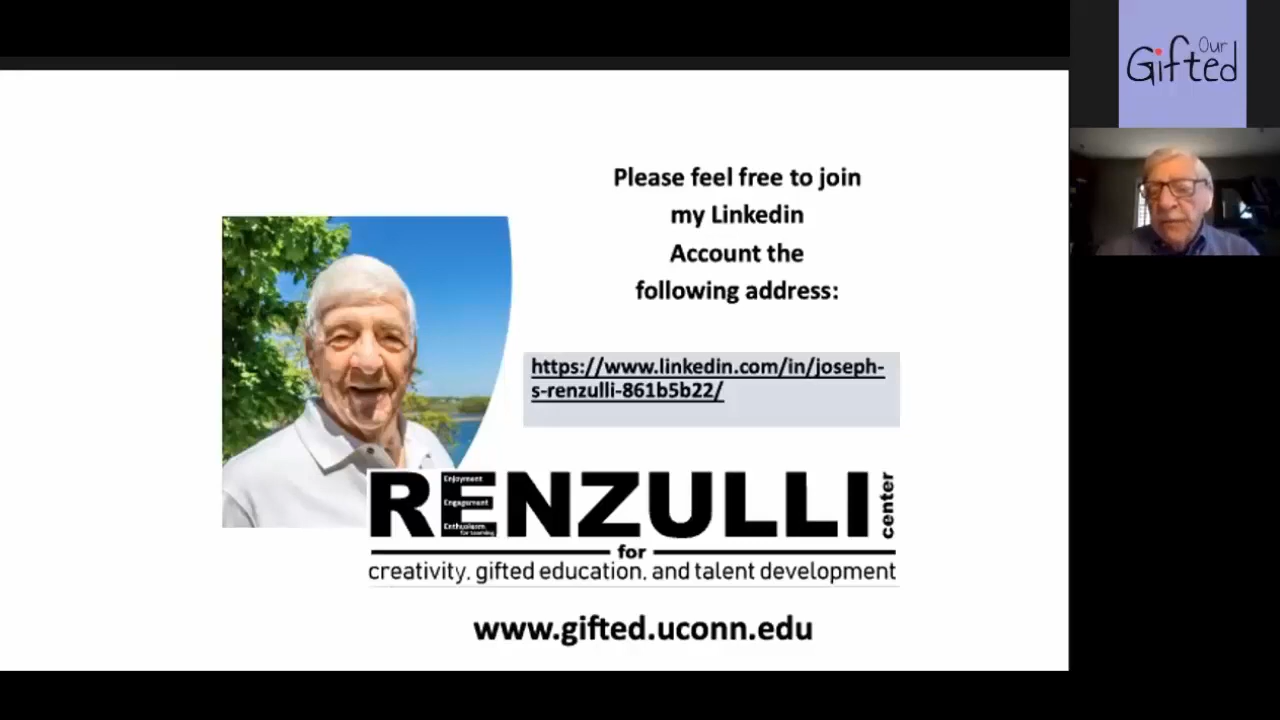 Our
Gifted
Please feel free to join
my Linkedin
Account the
following address:
https://www.linkedin.com/in/joseph-
s-renzulli-861b5b22/
RENZULLI center
Enjoyment
Engagement
Enthusiasm
for Learning
for
creativity, gifted education, and talent development
www.gifted.uconn.edu